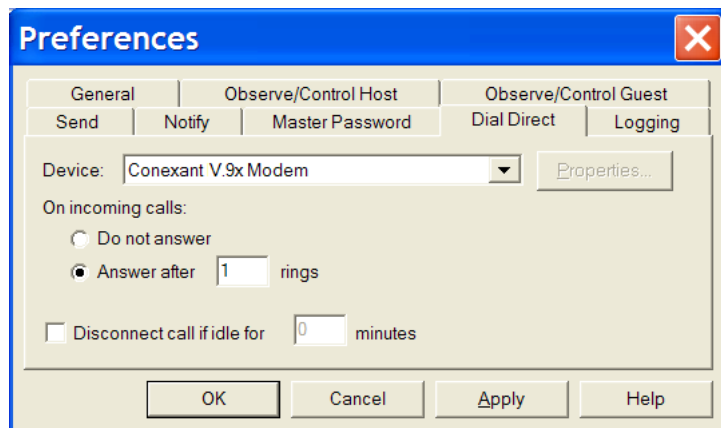 Preferences
General Observe/Control Host Observe/Control Guest
Send Notify Master Password Dial Direct Logging
Device: Conexant V.9x Modem Properties...
On incoming calls:
Do not answer
Answer after 1 rings
Disconnect call if idle for 0 minutes
OK Cancel Apply Help